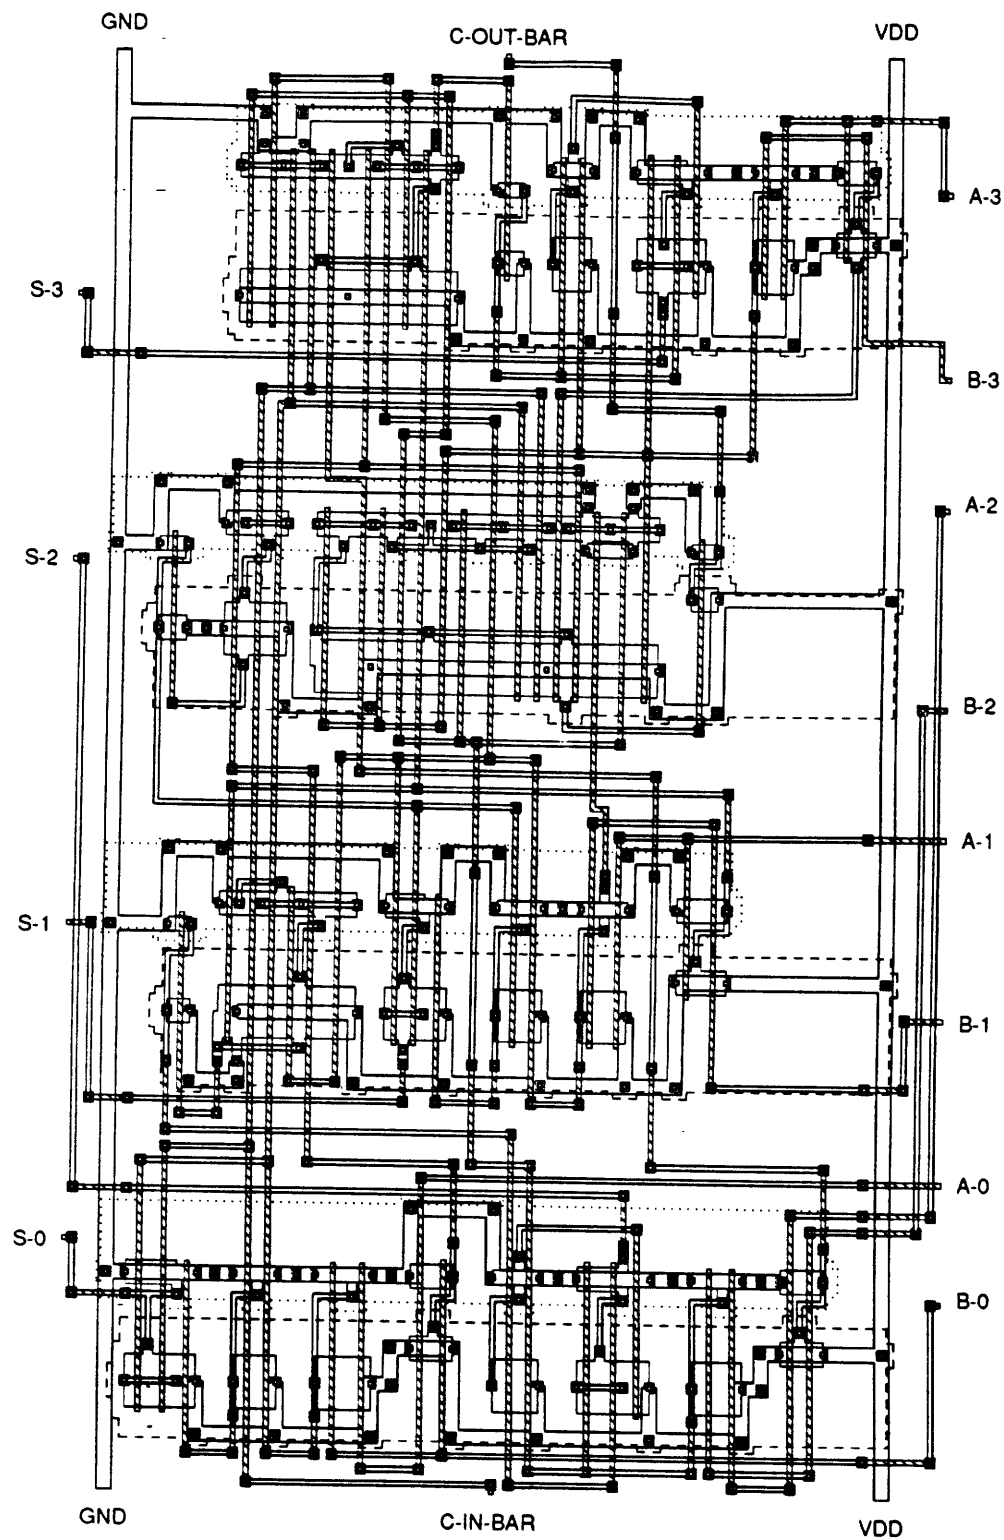 GND
C-OUT-BAR
VDD
A-3
S-3
B-3
A-2
S-2
B-2
A-1
S-1
B-1
A-0
S-0
B-0
GND
C-IN-BAR
VDD